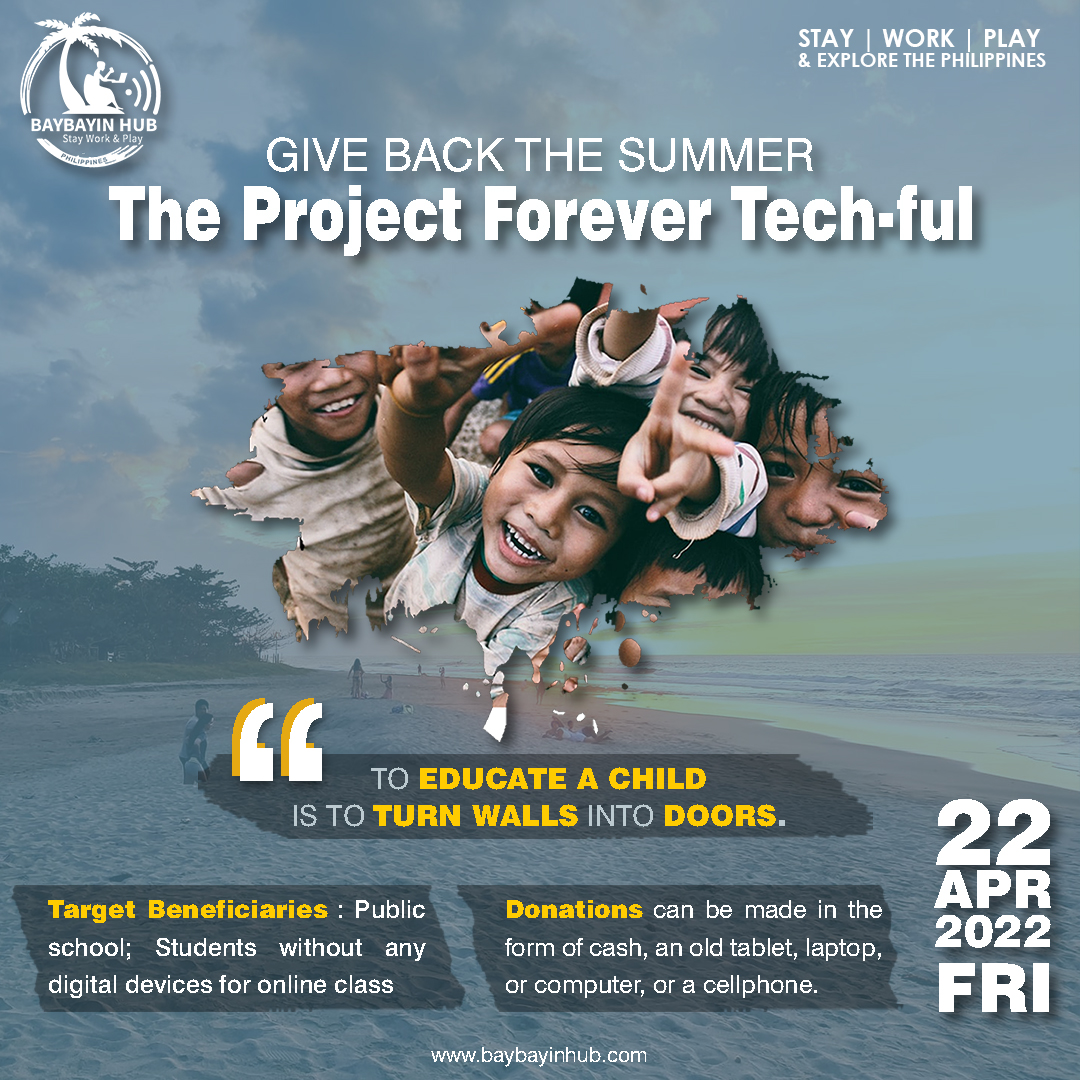 BAYBAYIN HUB
Stay Work & Play
PHILIPPINES
STAY | WORK | PLAY
& EXPLORE THE PHILIPPINES
GIVE BACK THE SUMMER
The Project Forever Tech-ful
“
TO EDUCATE A CHILD
IS TO TURN WALLS INTO DOORS.
Target Beneficiaries : Public
school; Students without any
digital devices for online class
Donations can be made in the
form of cash, an old tablet, laptop,
or computer, or a cellphone.
22
APR
2022
FRI
www.baybayinhub.com